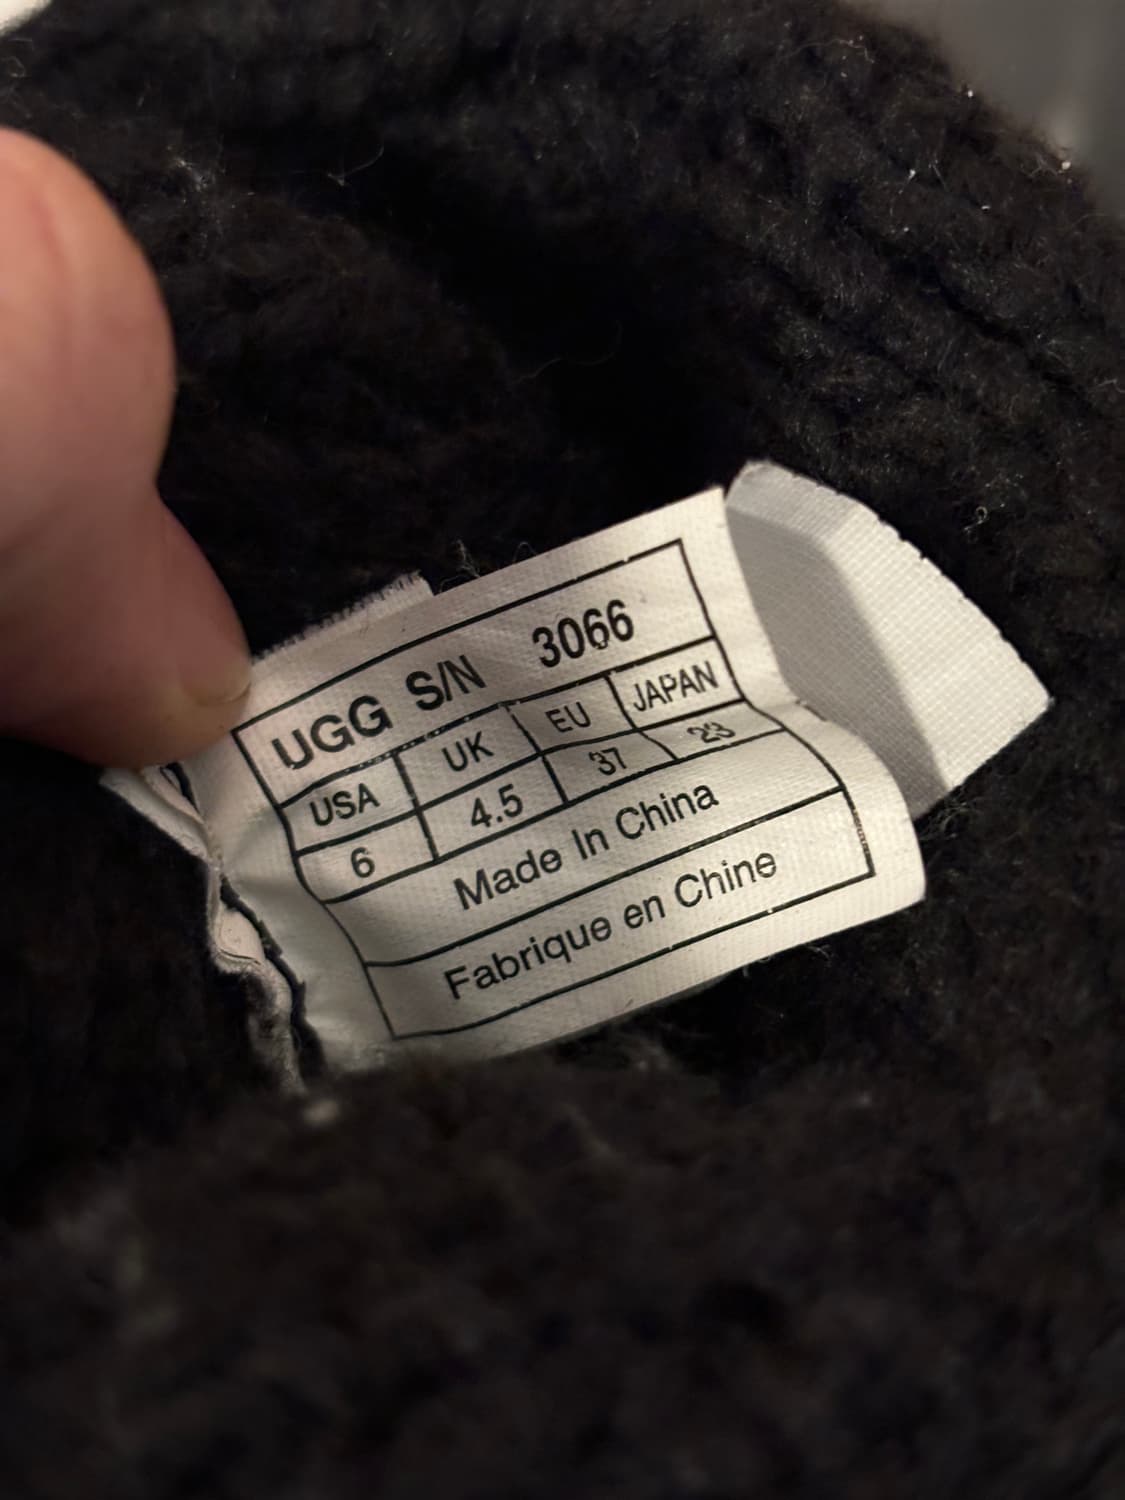 UGG S/N 3066
USA UK EU JAPAN
6 4.5 37 23
Made In China
Fabrique en Chine